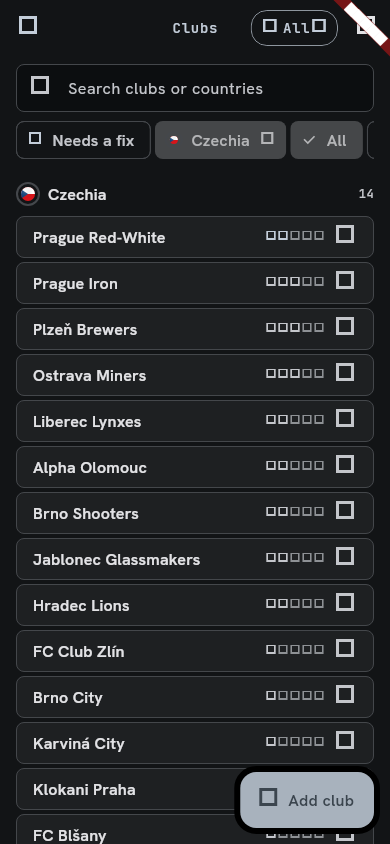 Clubs
All
Search clubs or countries
Needs a fix
Czechia
All
Czechia
14
Prague Red-White
Prague Iron
Plzeň Brewers
Ostrava Miners
Liberec Lynxes
Alpha Olomouc
Brno Shooters
Jablonec Glassmakers
Hradec Lions
FC Club Zlín
Brno City
Karviná City
Klokani Praha
Add club
FC Blšany